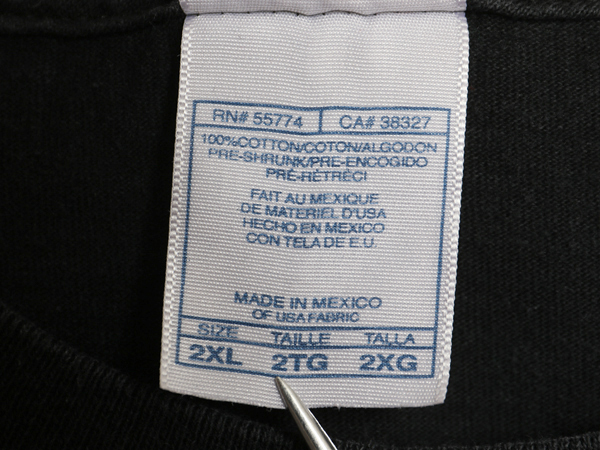 RN# 55774 CA# 38327
100%COTTON/COTON/ALGODON
PRE-SHRUNK/PRE-ENCOGIDO
PRÉ-RÉTRÉCI
FAIT AU MEXIQUE
DE MATERIEL D'USA
HECHO EN MEXICO
CON TELA DE E.U.
MADE IN MEXICO
OF USA FABRIC
SIZE TAILLE TALLA
2XL 2TG 2XG